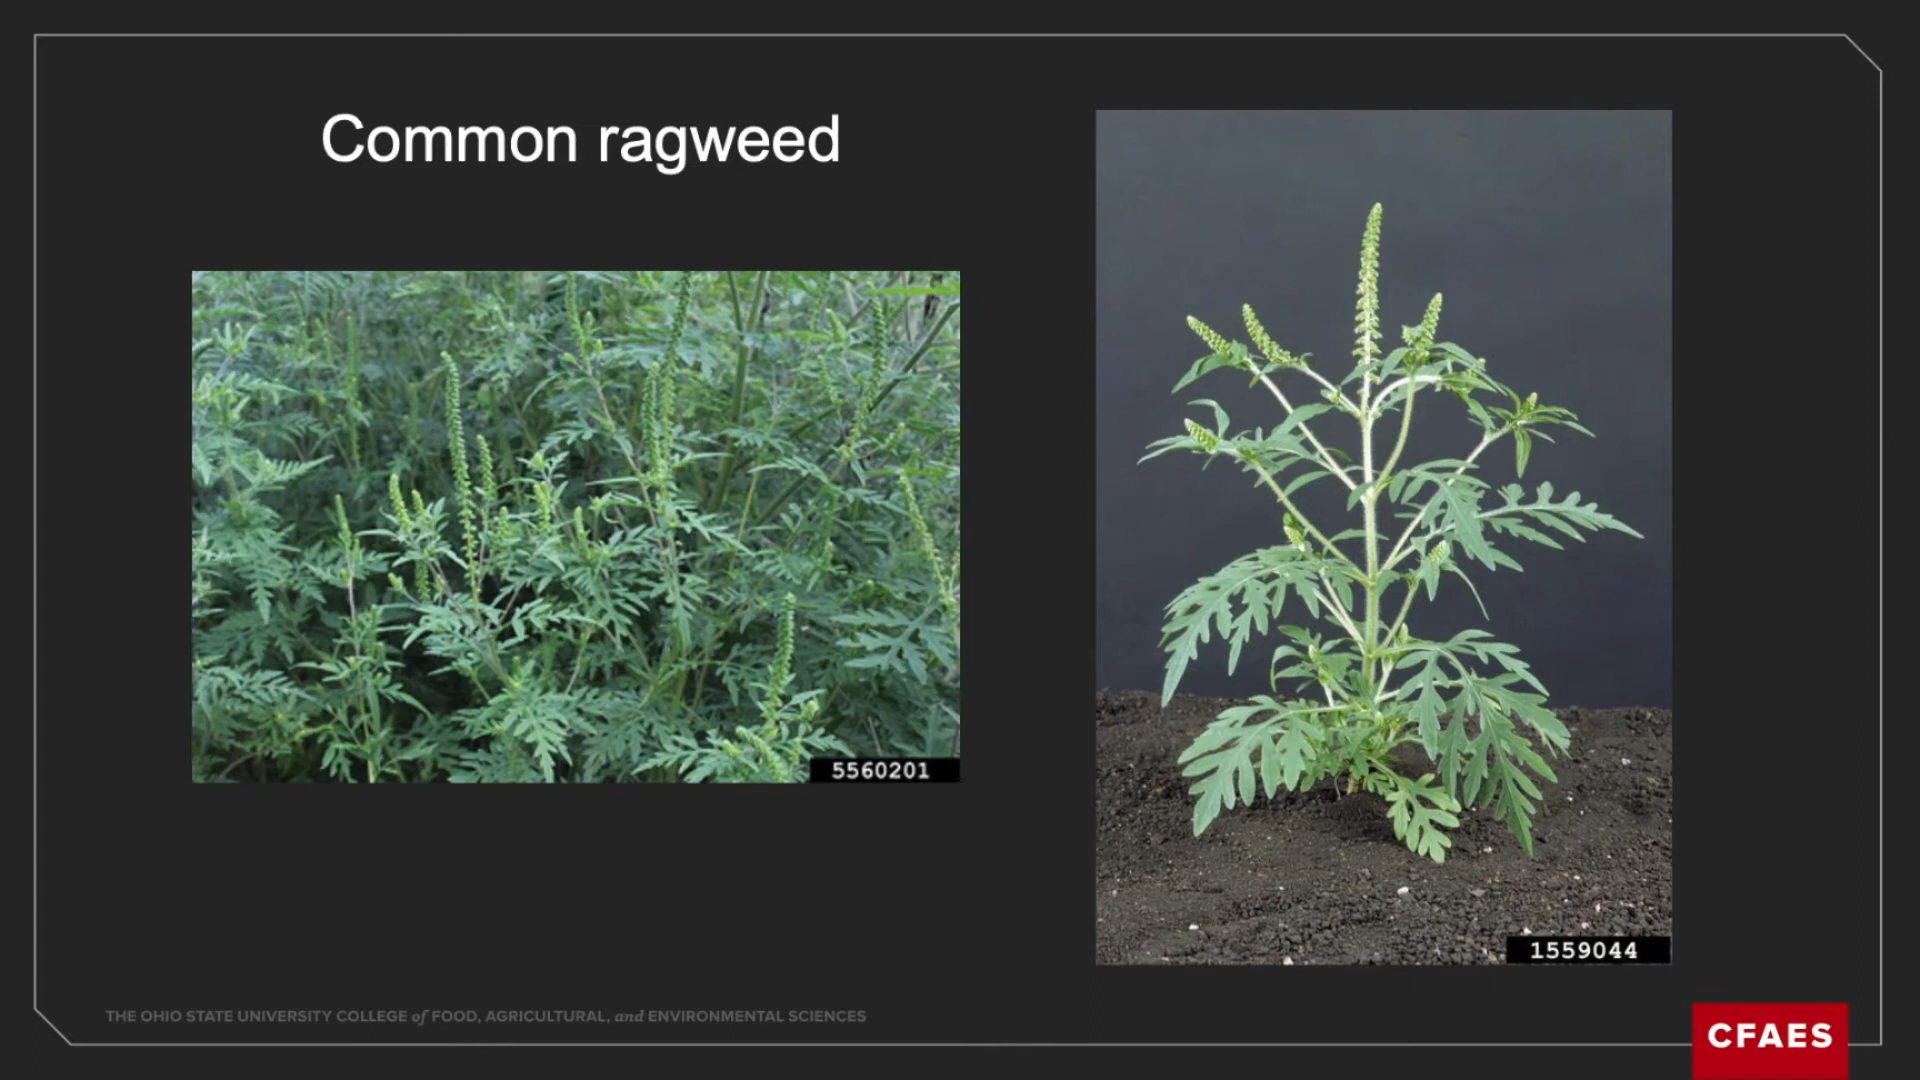 Common ragweed
5560201
1559044
THE OHIO STATE UNIVERSITY COLLEGE of FOOD, AGRICULTURAL, and ENVIRONMENTAL SCIENCES
CFAES